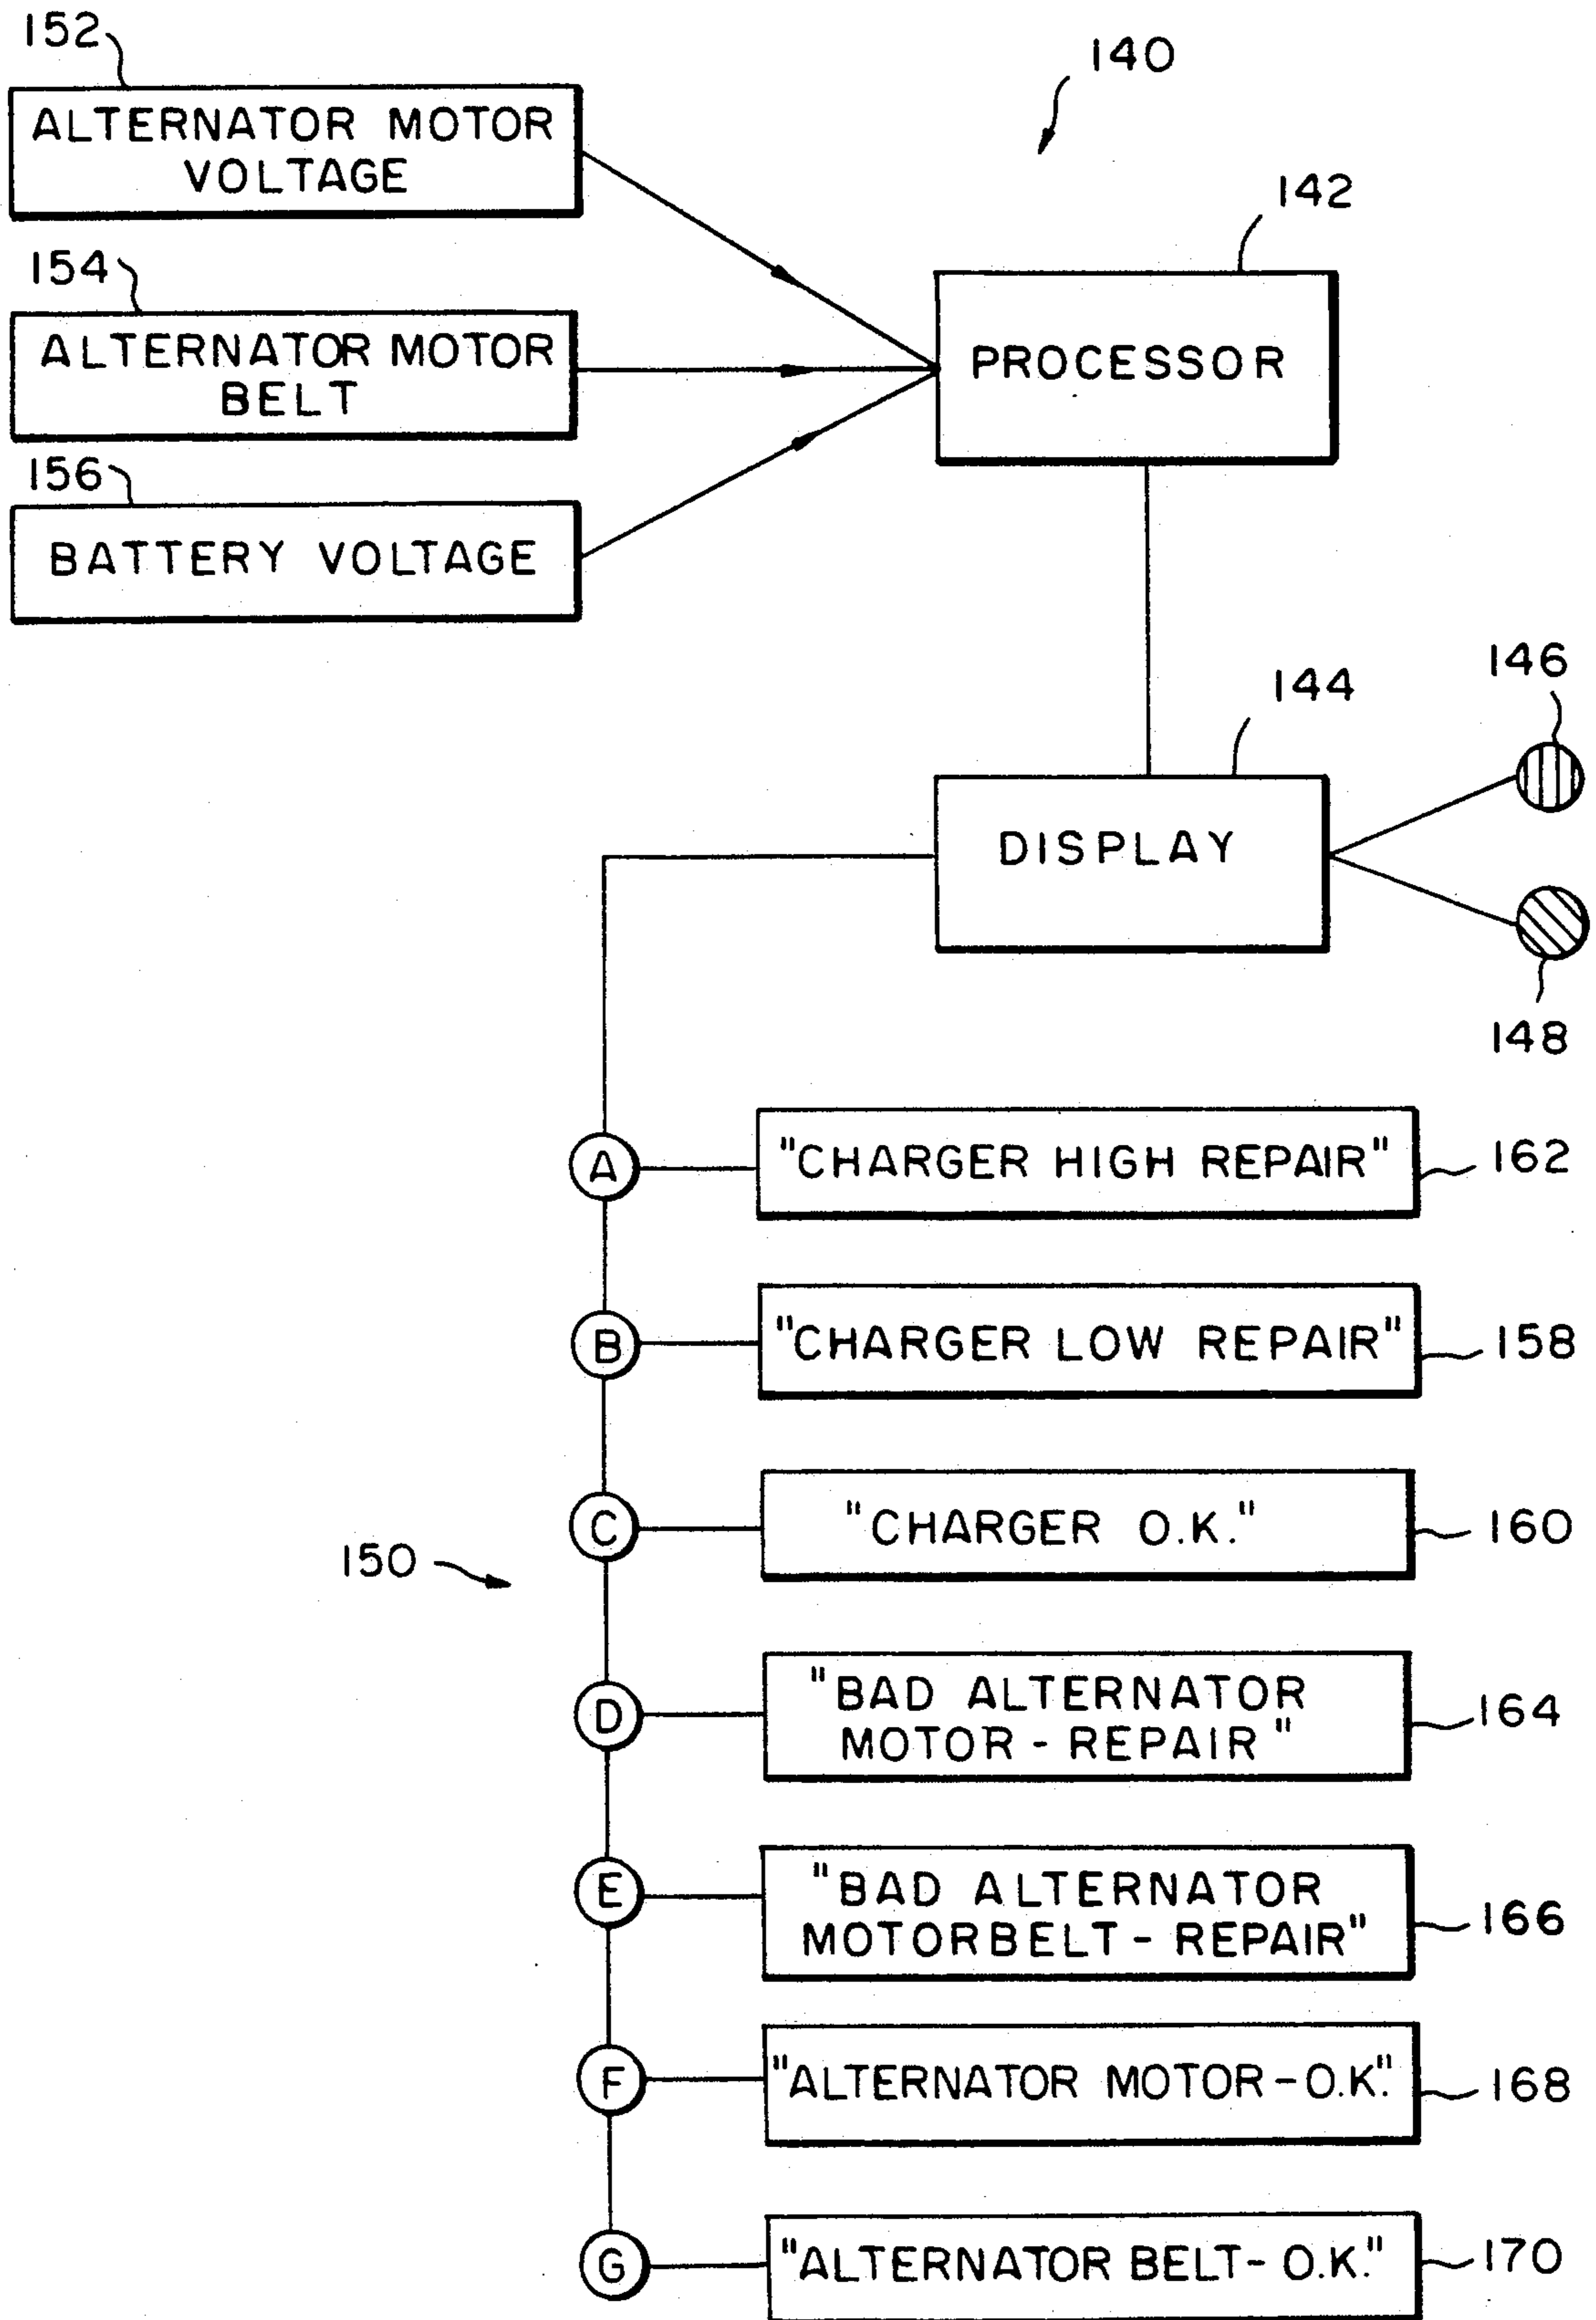 152
140
ALTERNATOR MOTOR
VOLTAGE
142
154
ALTERNATOR MOTOR
BELT
PROCESSOR
156
BATTERY VOLTAGE
146
144
DISPLAY
148
A
"CHARGER HIGH REPAIR"
162
B
"CHARGER LOW REPAIR"
158
C
"CHARGER O.K."
160
150
D
"BAD ALTERNATOR
MOTOR - REPAIR"
164
E
"BAD ALTERNATOR
MOTORBELT - REPAIR"
166
F
"ALTERNATOR MOTOR - O.K."
168
G
"ALTERNATOR BELT - O.K."
170